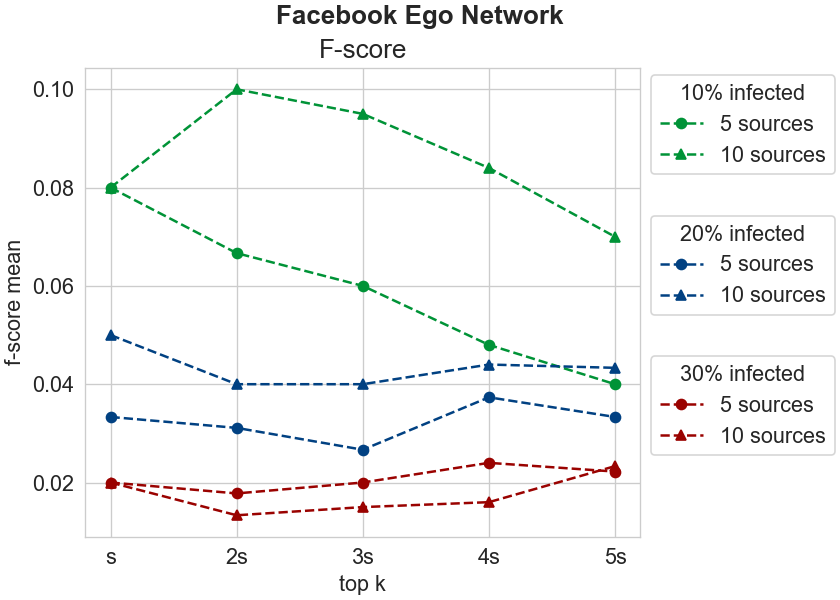 Facebook Ego Network
F-score
f-score mean
0.10
0.08
0.06
0.04
0.02
s 2s 3s 4s 5s
top k
10% infected
5 sources
10 sources
20% infected
5 sources
10 sources
30% infected
5 sources
10 sources